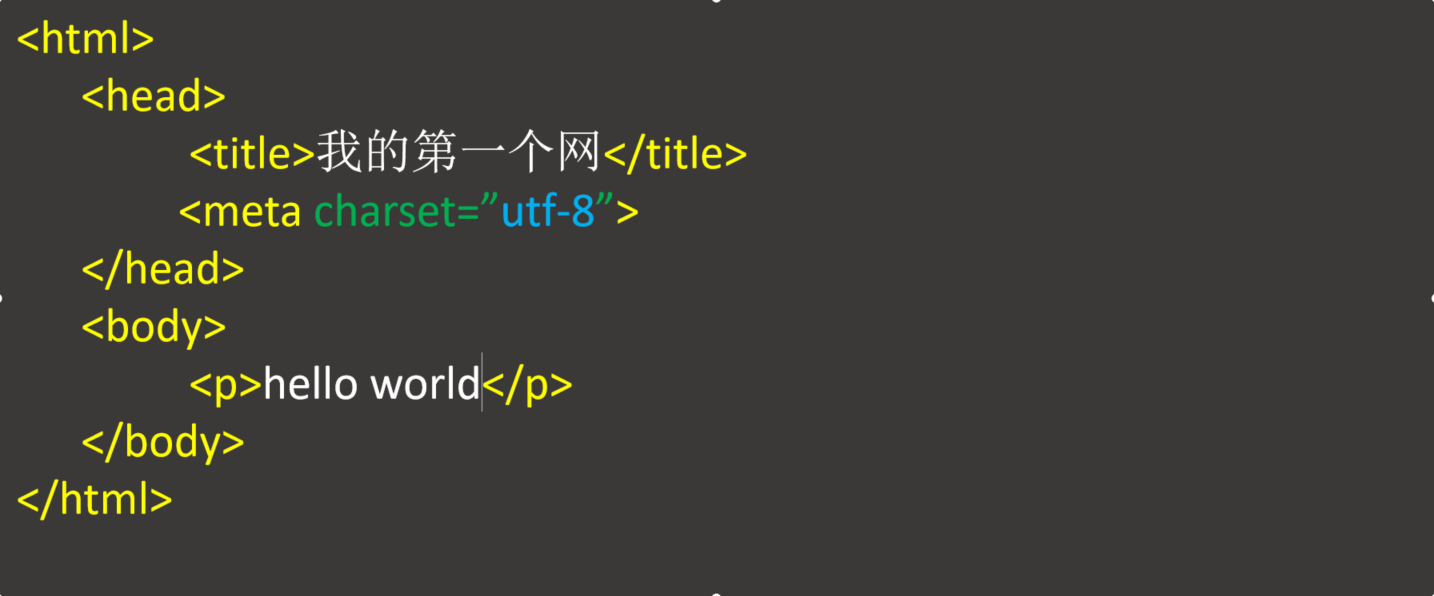 <html>
<head>
<title>我的第一个网</title>
<meta charset=”utf-8”>
</head>
<body>
<p>hello world</p>
</body>
</html>